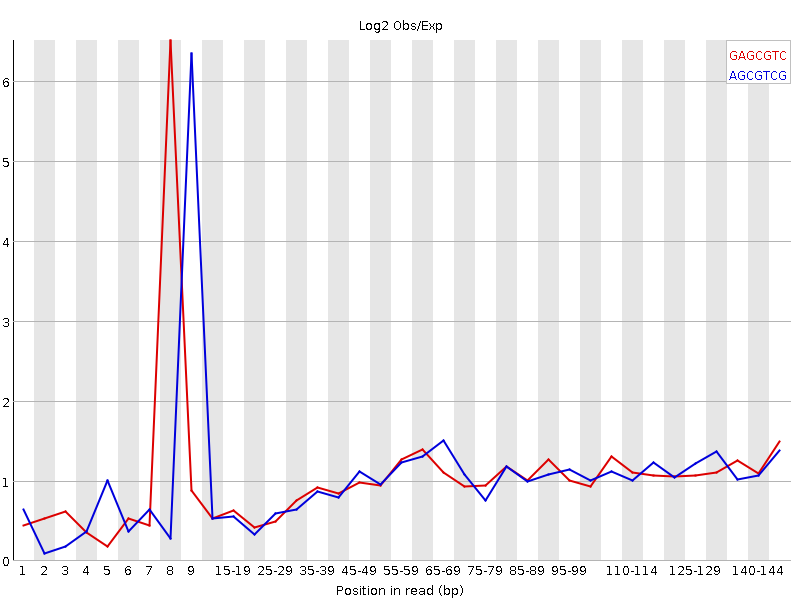 Log2 Obs/Exp
GAGCGTC
AGCGTCG
6
5
4
3
2
1
0
1 2 3 4 5 6 7 8 9 15-19 25-29 35-39 45-49 55-59 65-69 75-79 85-89 95-99 110-114 125-129 140-144
Position in read (bp)